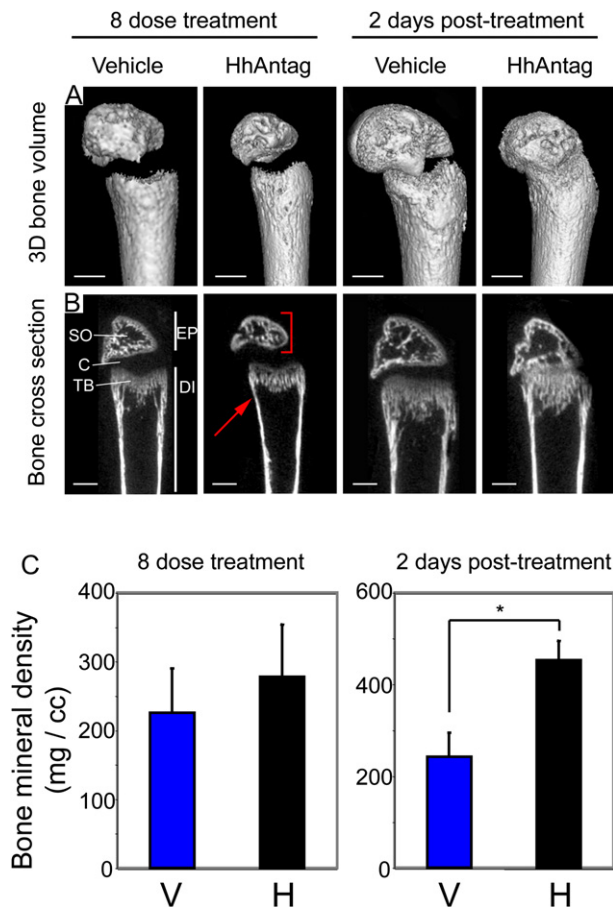 8 dose treatment
2 days post-treatment
Vehicle
HhAntag
Vehicle
HhAntag
A
3D bone volume
B
Bone cross section
SO
EP
C
TB
DI
C
8 dose treatment
2 days post-treatment
Bone mineral density
(mg / cc)
400
300
200
100
0
V
H
600
400
200
0
*
V
H